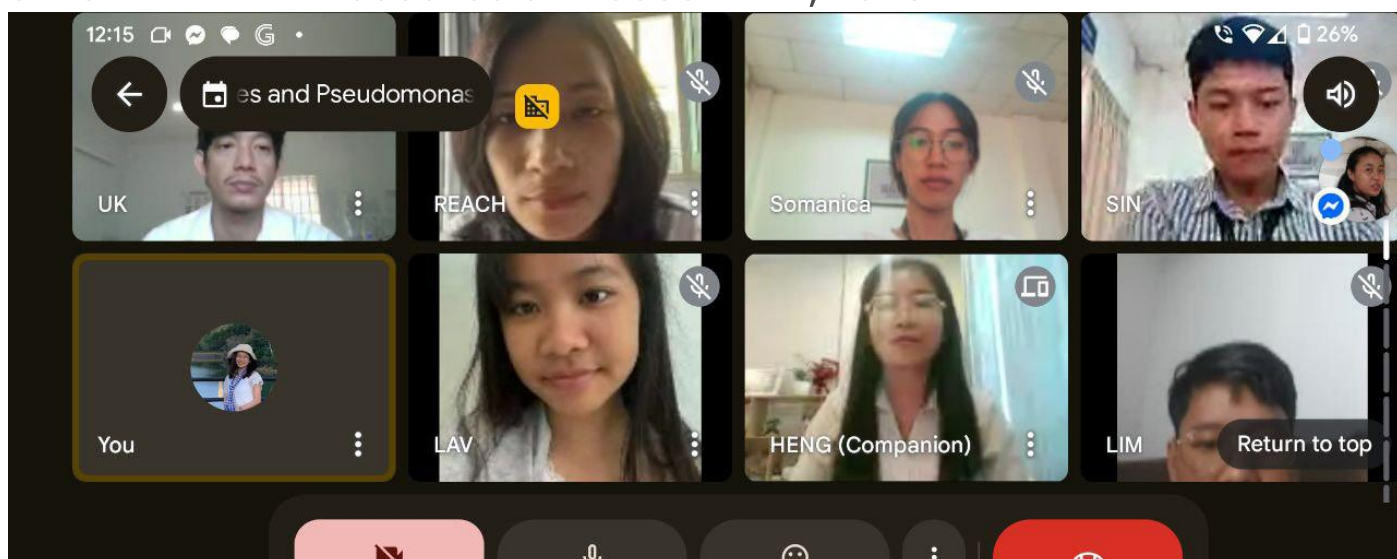 12:15 G 26%
es and Pseudomonas
UK REACH Somanica SIN
You LAV HENG (Companion) LIM
Return to top